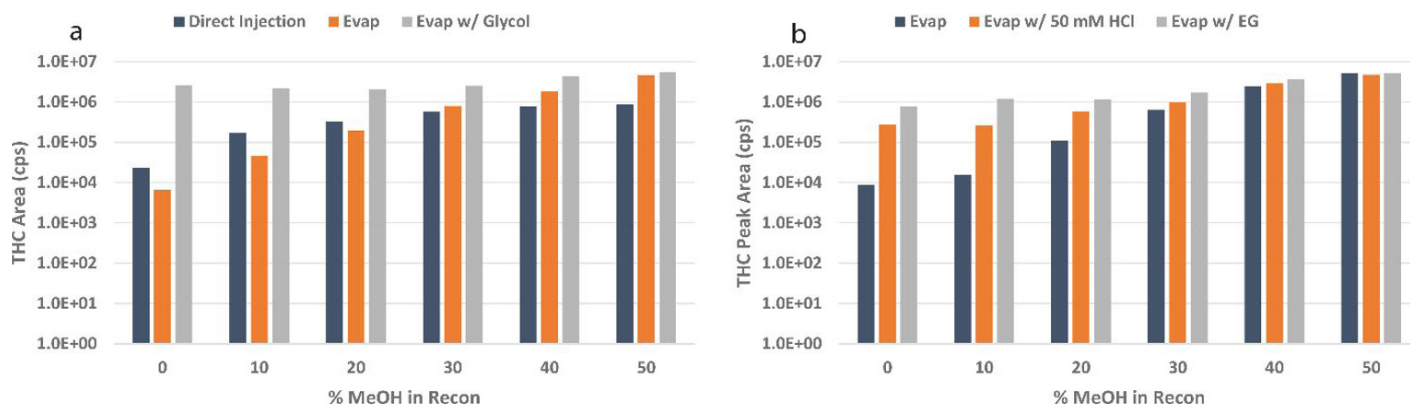 a
Direct Injection Evap Evap w/ Glycol
THC Area (cps)
1.0E+07
1.0E+06
1.0E+05
1.0E+04
1.0E+03
1.0E+02
1.0E+01
1.0E+00
0 10 20 30 40 50
% MeOH in Recon
b
Evap Evap w/ 50 mM HCl Evap w/ EG
THC Peak Area (cps)
1.0E+07
1.0E+06
1.0E+05
1.0E+04
1.0E+03
1.0E+02
1.0E+01
1.0E+00
0 10 20 30 40 50
% MeOH in Recon